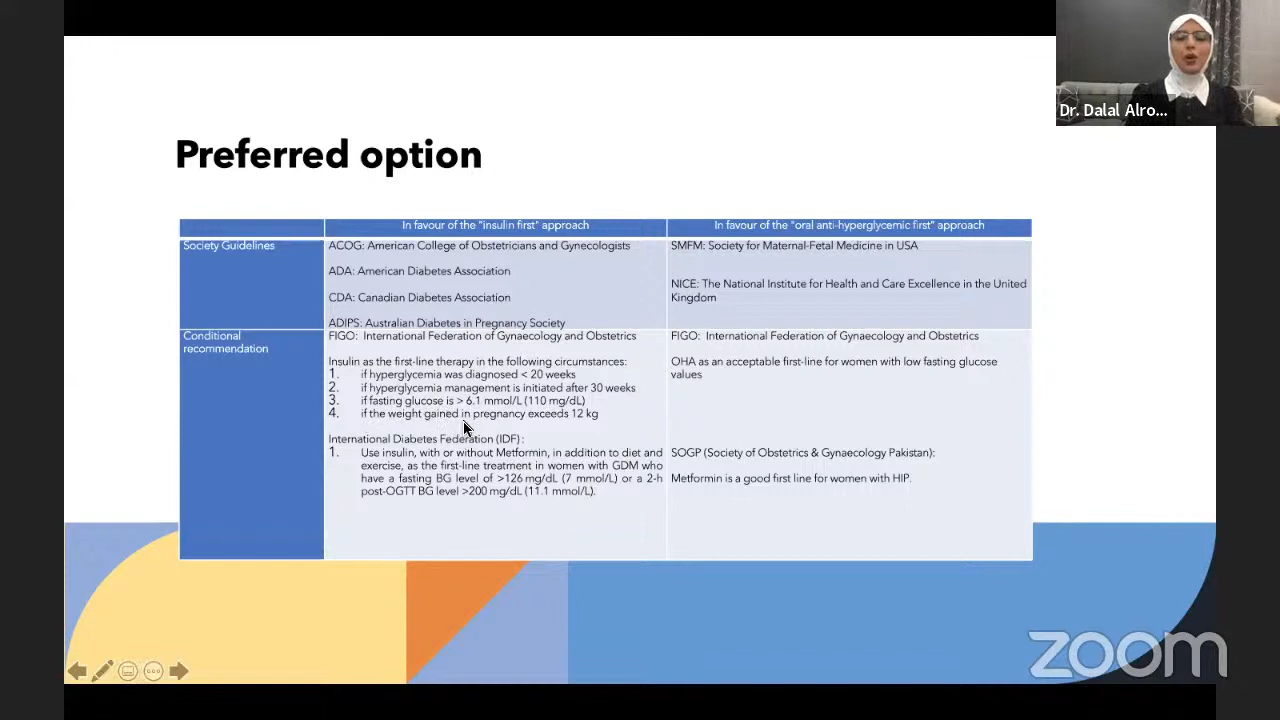 Dr. Dalal Alro...
Preferred option
In favour of the "insulin first" approach
In favour of the "oral anti-hyperglycemic first" approach
Society Guidelines
ACOG: American College of Obstetricians and Gynecologists
ADA: American Diabetes Association
CDA: Canadian Diabetes Association
ADIPS: Australian Diabetes in Pregnancy Society
SMFM: Society for Maternal-Fetal Medicine in USA
NICE: The National Institute for Health and Care Excellence in the United
Kingdom
Conditional
recommendation
FIGO: International Federation of Gynaecology and Obstetrics
Insulin as the first-line therapy in the following circumstances:
1. if hyperglycemia was diagnosed < 20 weeks
2. if hyperglycemia management is initiated after 30 weeks
3. if fasting glucose is > 6.1 mmol/L (110 mg/dL)
4. if the weight gained in pregnancy exceeds 12 kg
International Diabetes Federation (IDF):
1. Use insulin, with or without Metformin, in addition to diet and
exercise, as the first-line treatment in women with GDM who
have a fasting BG level of >126 mg/dL (7 mmol/L) or a 2-h
post-OGTT BG level >200 mg/dL (11.1 mmol/L).
FIGO: International Federation of Gynaecology and Obstetrics
OHA as an acceptable first-line for women with low fasting glucose
values
SOGP (Society of Obstetrics & Gynaecology Pakistan):
Metformin is a good first line for women with HIP.
zoom